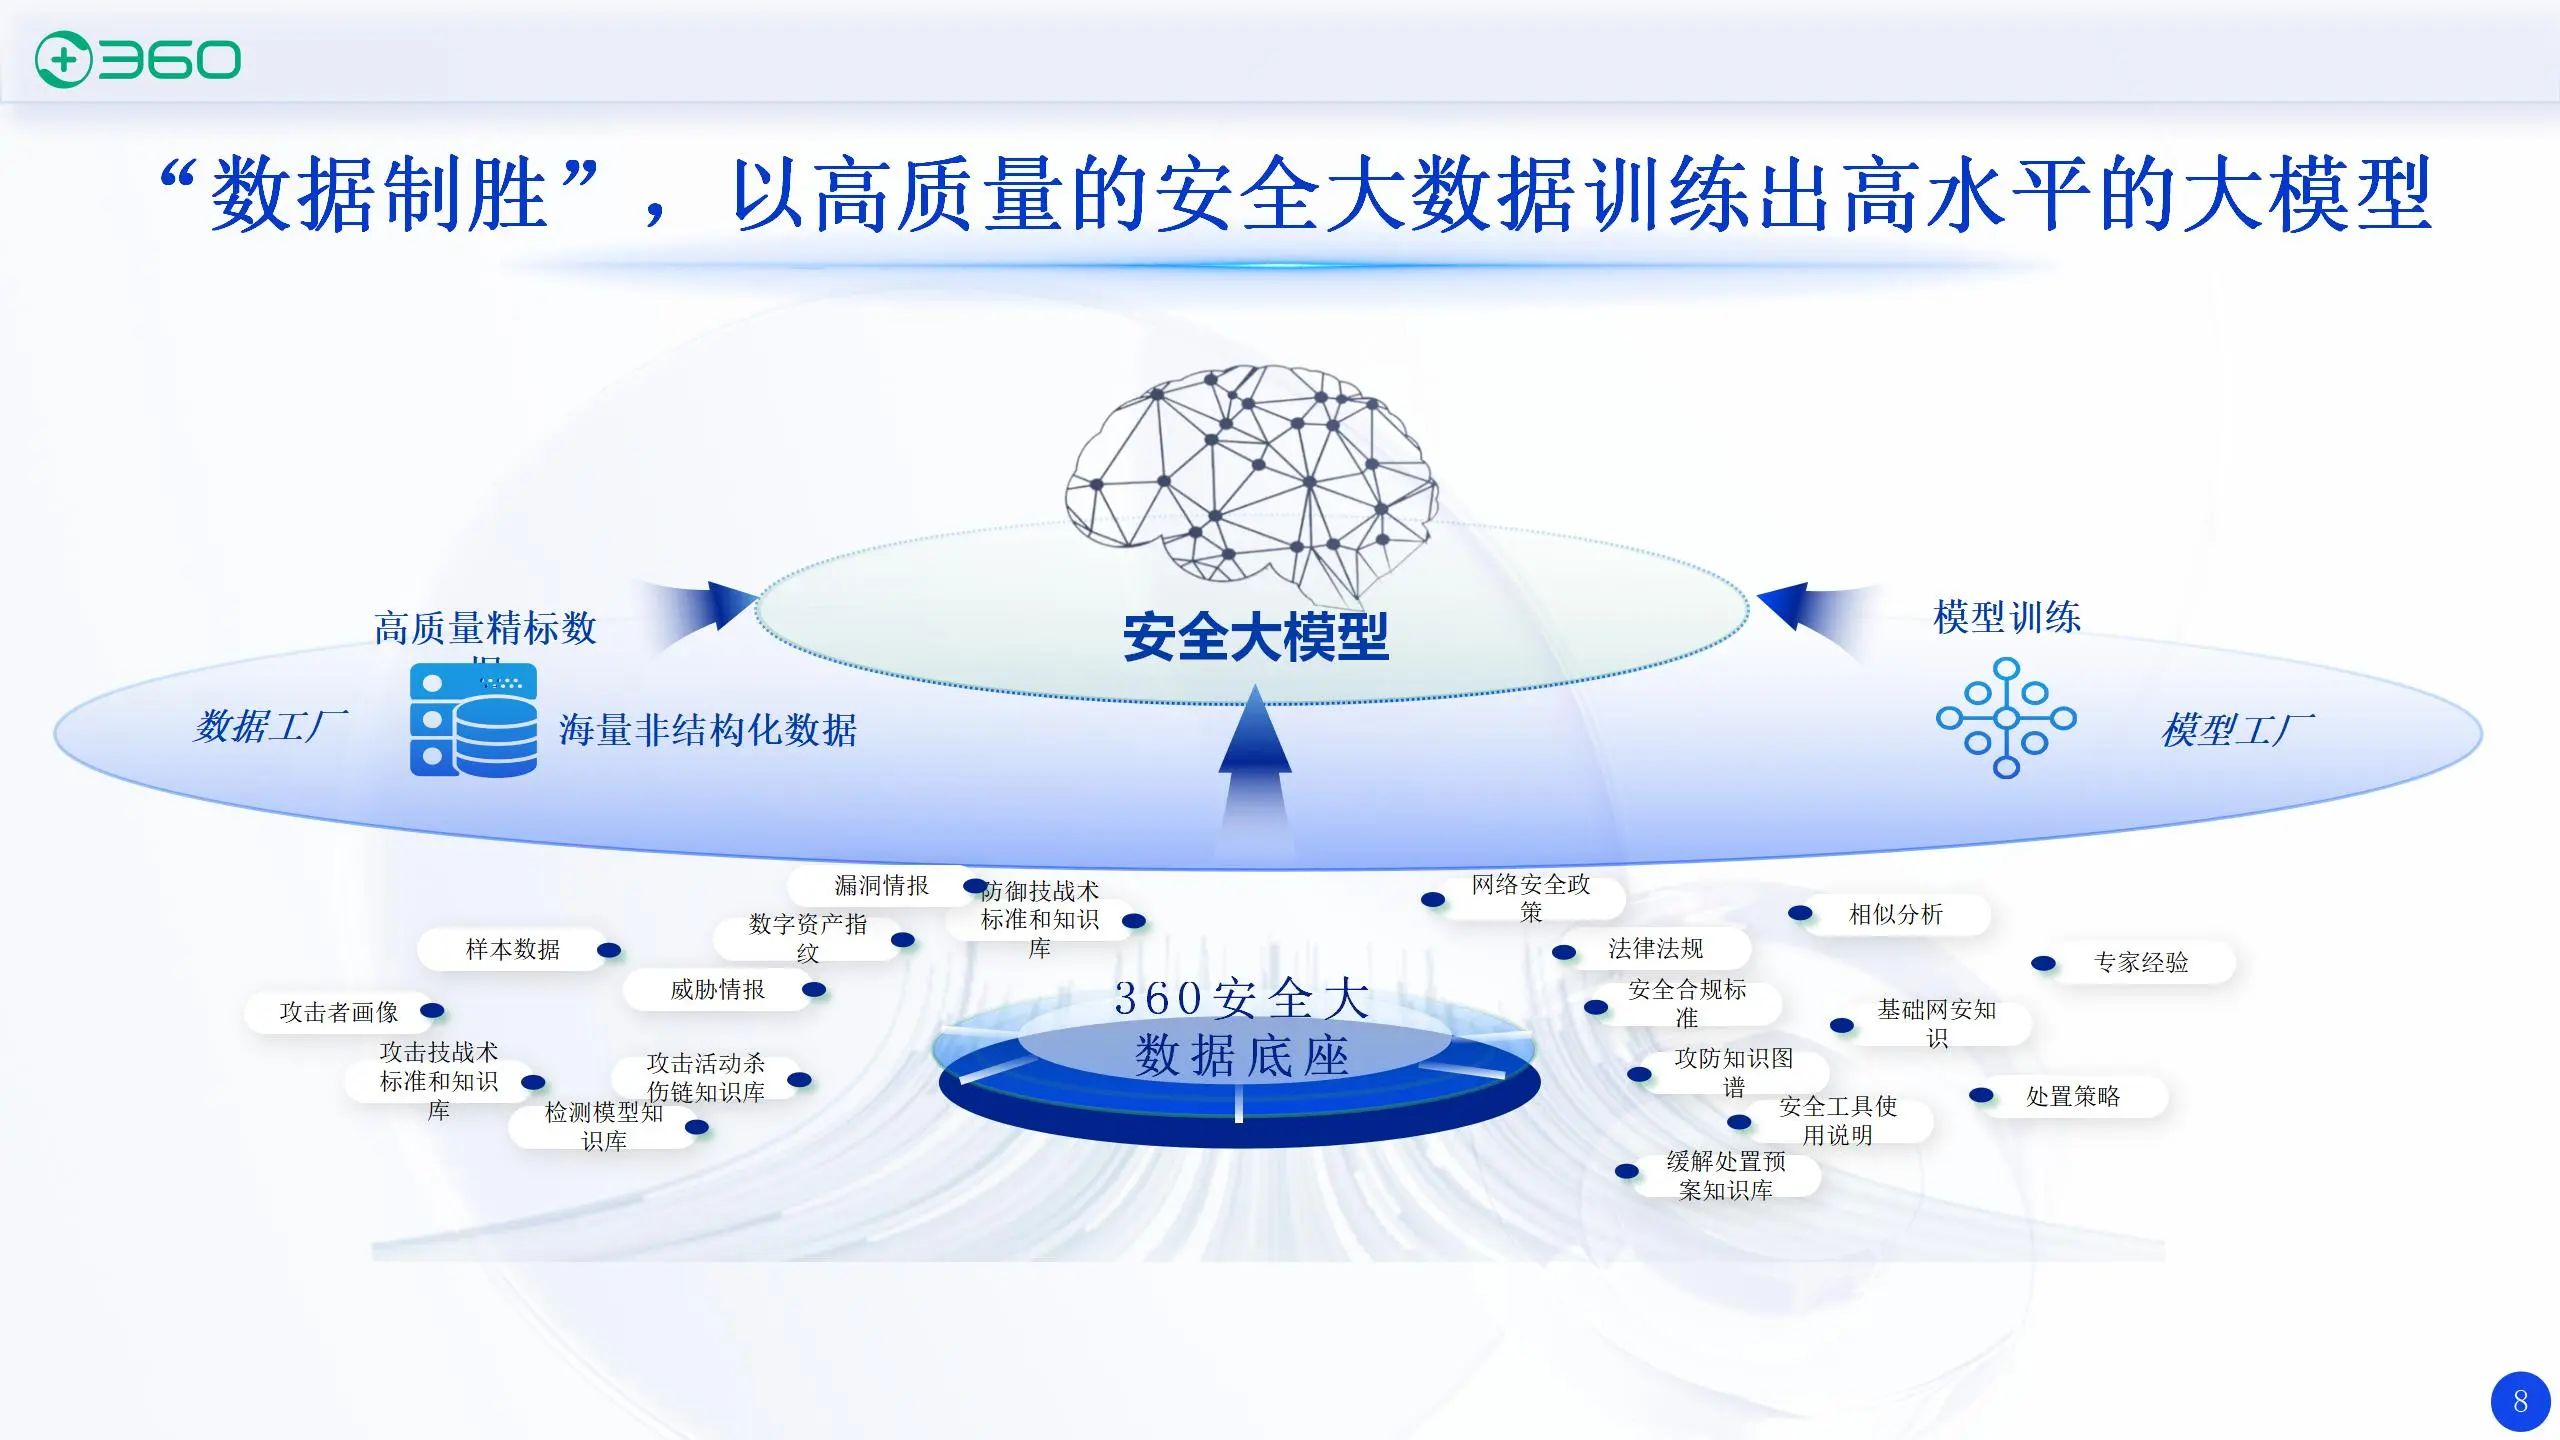 360
“数据制胜”，以高质量的安全大数据训练出高水平的大模型
安全大模型
高质量精标数
数据工厂
海量非结构化数据
模型训练
模型工厂
漏洞情报
防御技战术
标准和知识
库
数字资产指
纹
样本数据
威胁情报
攻击者画像
攻击技战术
标准和知识
库
攻击活动杀
伤链知识库
检测模型知
识库
360安全大
数据底座
网络安全政
策
相似分析
法律法规
专家经验
安全合规标
准
基础网安知
识
攻防知识图
谱
处置策略
安全工具使
用说明
缓解处置预
案知识库
8